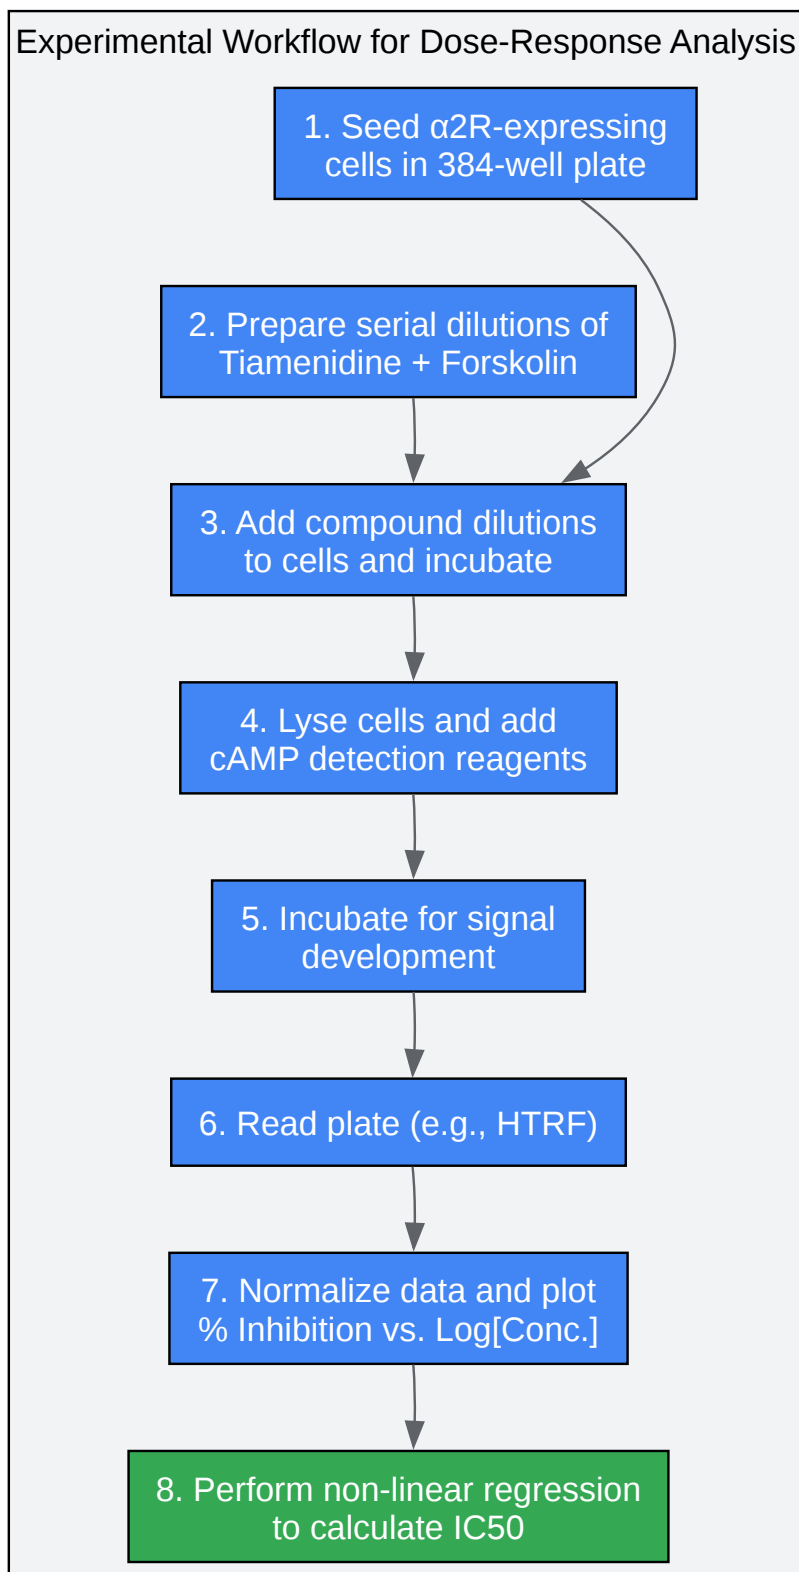 Experimental Workflow for Dose-Response Analysis
1. Seed α2R-expressing
cells in 384-well plate
2. Prepare serial dilutions of
Tiamenidine + Forskolin
3. Add compound dilutions
to cells and incubate
4. Lyse cells and add
cAMP detection reagents
5. Incubate for signal
development
6. Read plate (e.g., HTRF)
7. Normalize data and plot
% Inhibition vs. Log[Conc.]
8. Perform non-linear regression
to calculate IC50